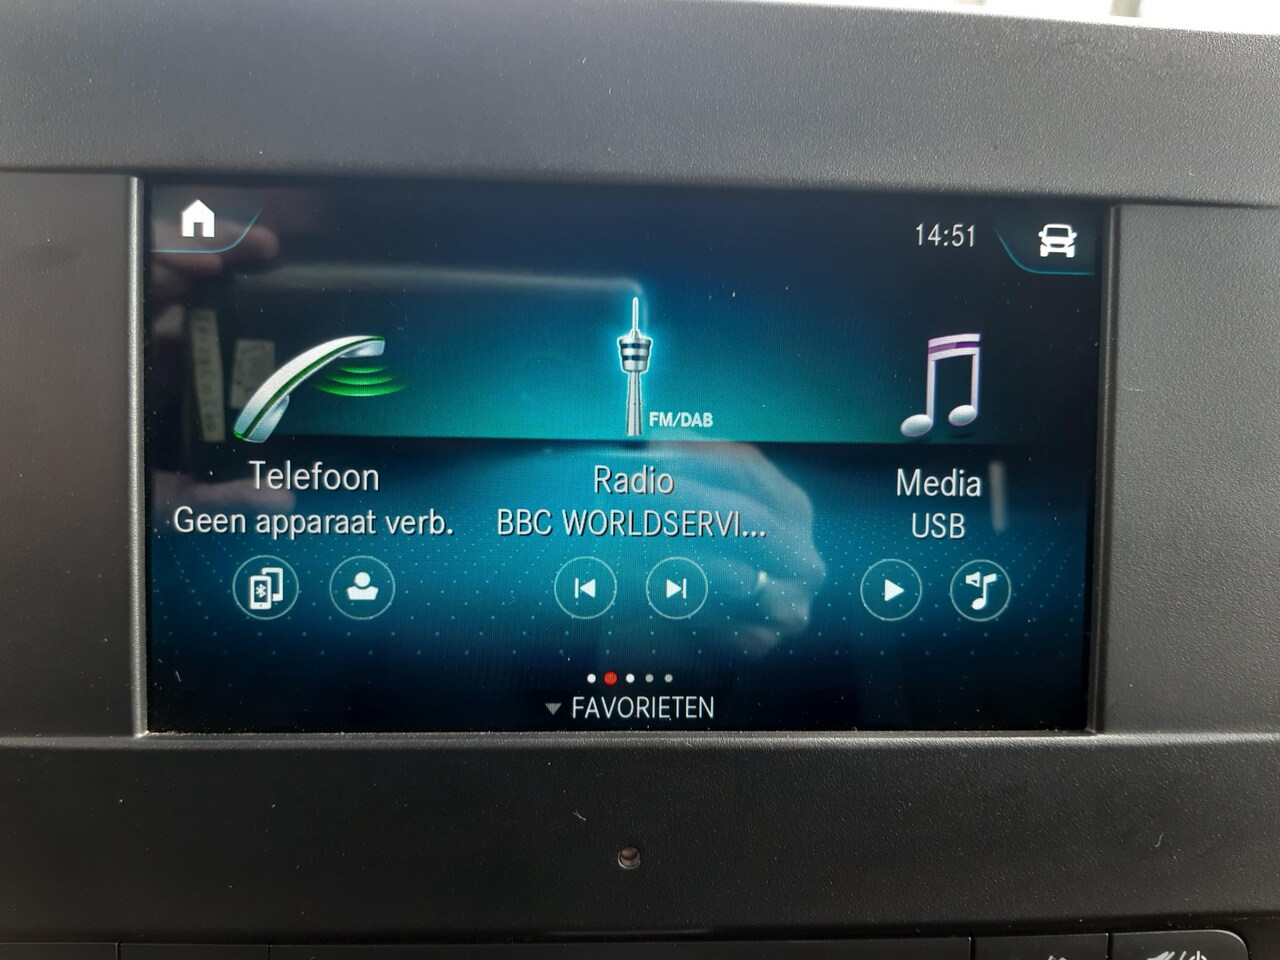 14:51
FM/DAB
Telefoon
Geen apparaat verb.
Radio
BBC WORLDSERVI...
Media
USB
FAVORIETEN